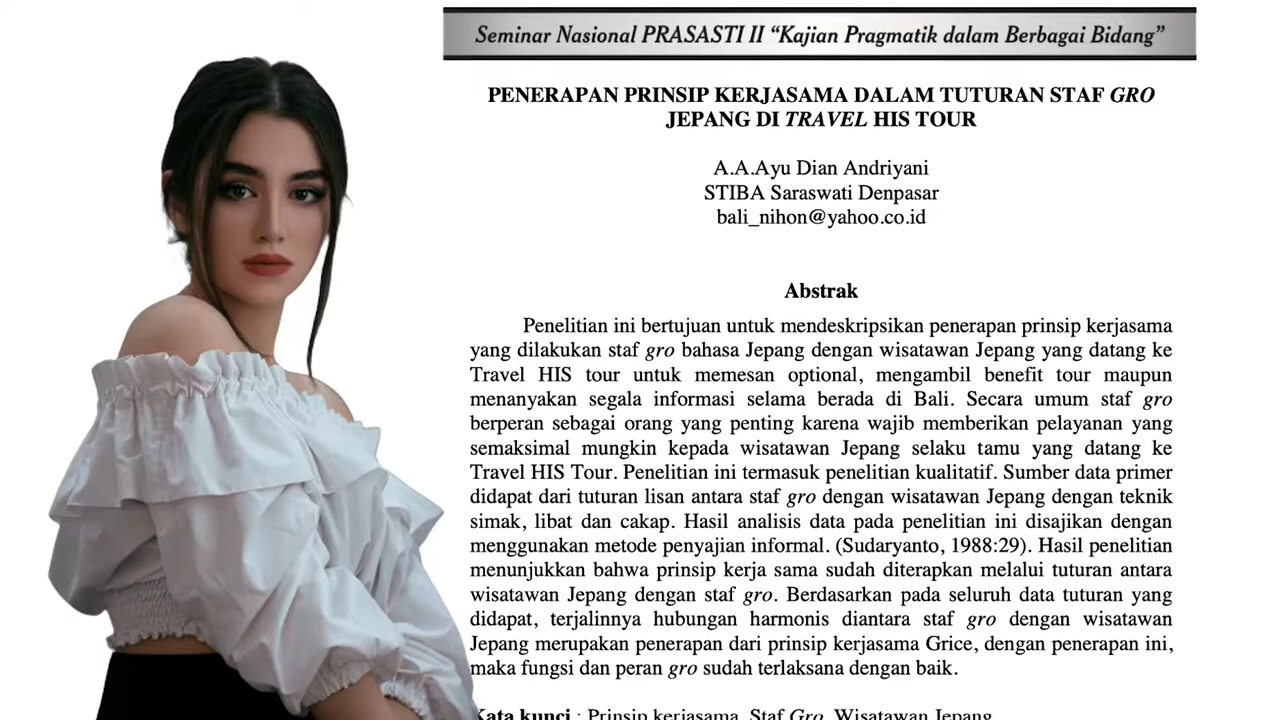 Seminar Nasional PRASASTI II “Kajian Pragmatik dalam Berbagai Bidang”
PENERAPAN PRINSIP KERJASAMA DALAM TUTURAN STAF GRO
JEPANG DI TRAVEL HIS TOUR
A.A.Ayu Dian Andriyani
STIBA Saraswati Denpasar
bali_nihon@yahoo.co.id
Abstrak
Penelitian ini bertujuan untuk mendeskripsikan penerapan prinsip kerjasama
yang dilakukan staf gro bahasa Jepang dengan wisatawan Jepang yang datang ke
Travel HIS tour untuk memesan optional, mengambil benefit tour maupun
menanyakan segala informasi selama berada di Bali. Secara umum staf gro
berperan sebagai orang yang penting karena wajib memberikan pelayanan yang
semaksimal mungkin kepada wisatawan Jepang selaku tamu yang datang ke
Travel HIS Tour. Penelitian ini termasuk penelitian kualitatif. Sumber data primer
didapat dari tuturan lisan antara staf gro dengan wisatawan Jepang dengan teknik
simak, libat dan cakap. Hasil analisis data pada penelitian ini disajikan dengan
menggunakan metode penyajian informal. (Sudaryanto, 1988:29). Hasil penelitian
menunjukkan bahwa prinsip kerja sama sudah diterapkan melalui tuturan antara
wisatawan Jepang dengan staf gro. Berdasarkan pada seluruh data tuturan yang
didapat, terjalinnya hubungan harmonis diantara staf gro dengan wisatawan
Jepang merupakan penerapan dari prinsip kerjasama Grice, dengan penerapan ini,
maka fungsi dan peran gro sudah terlaksana dengan baik.
Kata kunci : Prinsip kerjasama, Staf Gro, Wisatawan Jepang